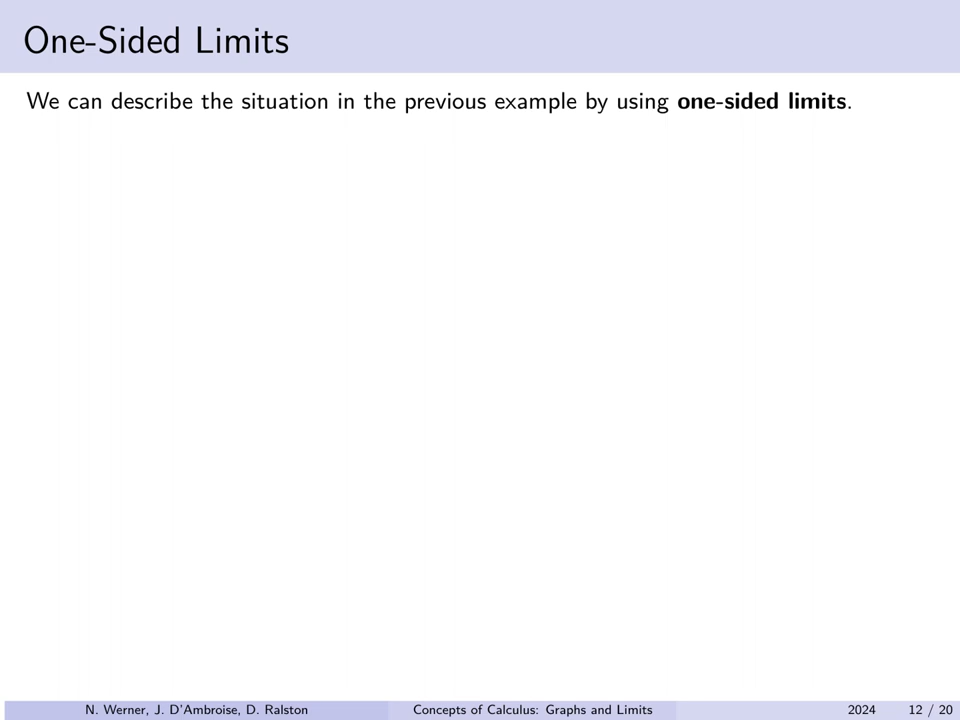 One-Sided Limits
We can describe the situation in the previous example by using one-sided limits.
N. Werner, J. D'Ambroise, D. Ralston Concepts of Calculus: Graphs and Limits 2024 12 / 20